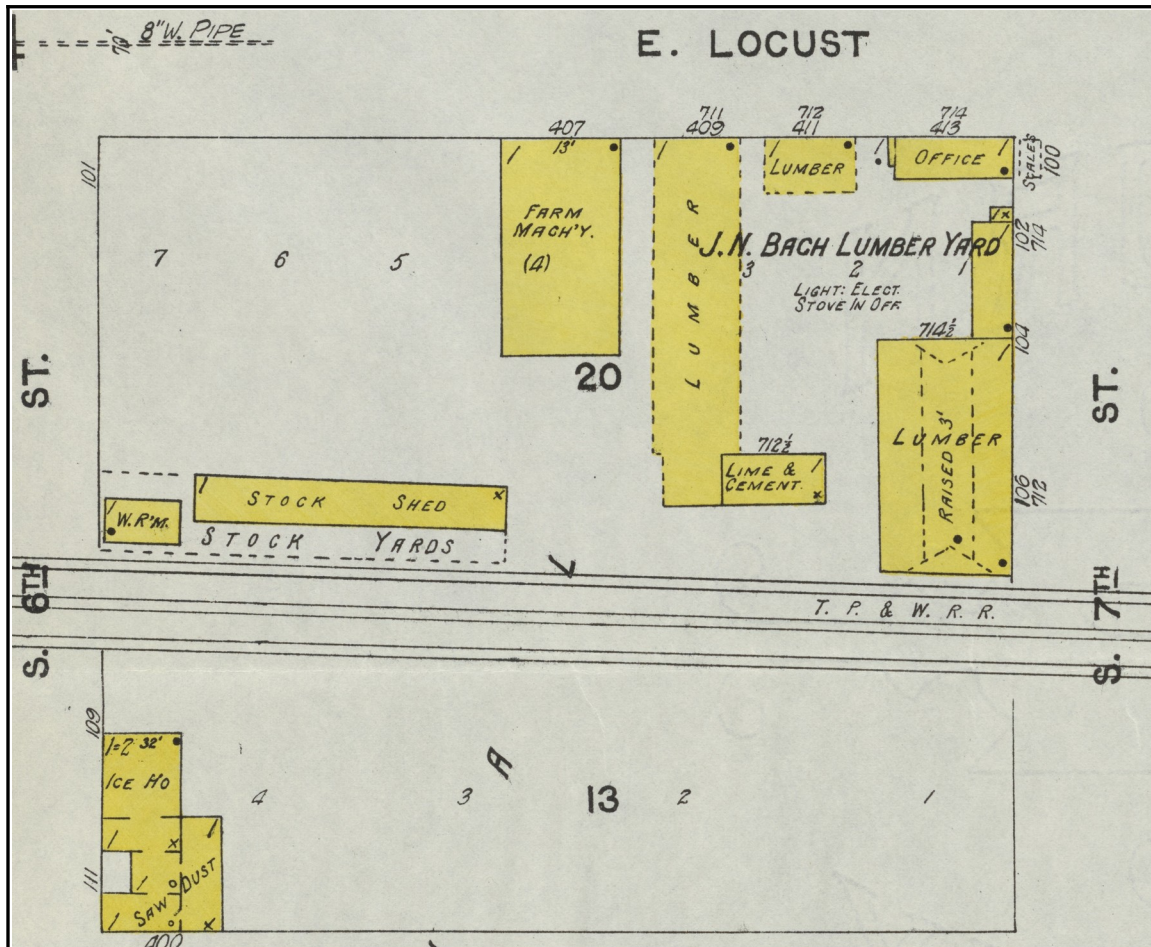 8" W. PIPE
70'
E. LOCUST
407
711
409
712
411
714
413
101
13'
FARM
MACH'Y.
(4)
LUMBER
LUMBER
OFFICE
SCALES
100
J. N. BACH LUMBER YARD
102
714
7
6
5
3
2
1
LIGHT: ELECT.
STOVE IN OFF.
714½
104
20
ST.
ST.
LUMBER
RAISED 3'
106
712
712½
LIME &
CEMENT.
STOCK SHED
W. R'M.
STOCK YARDS
L
S. 6TH
S. 7TH
T. P. & W. R. R.
109
1=2 32'
ICE HO
A
4
3
13
2
1
111
SAW DUST
400